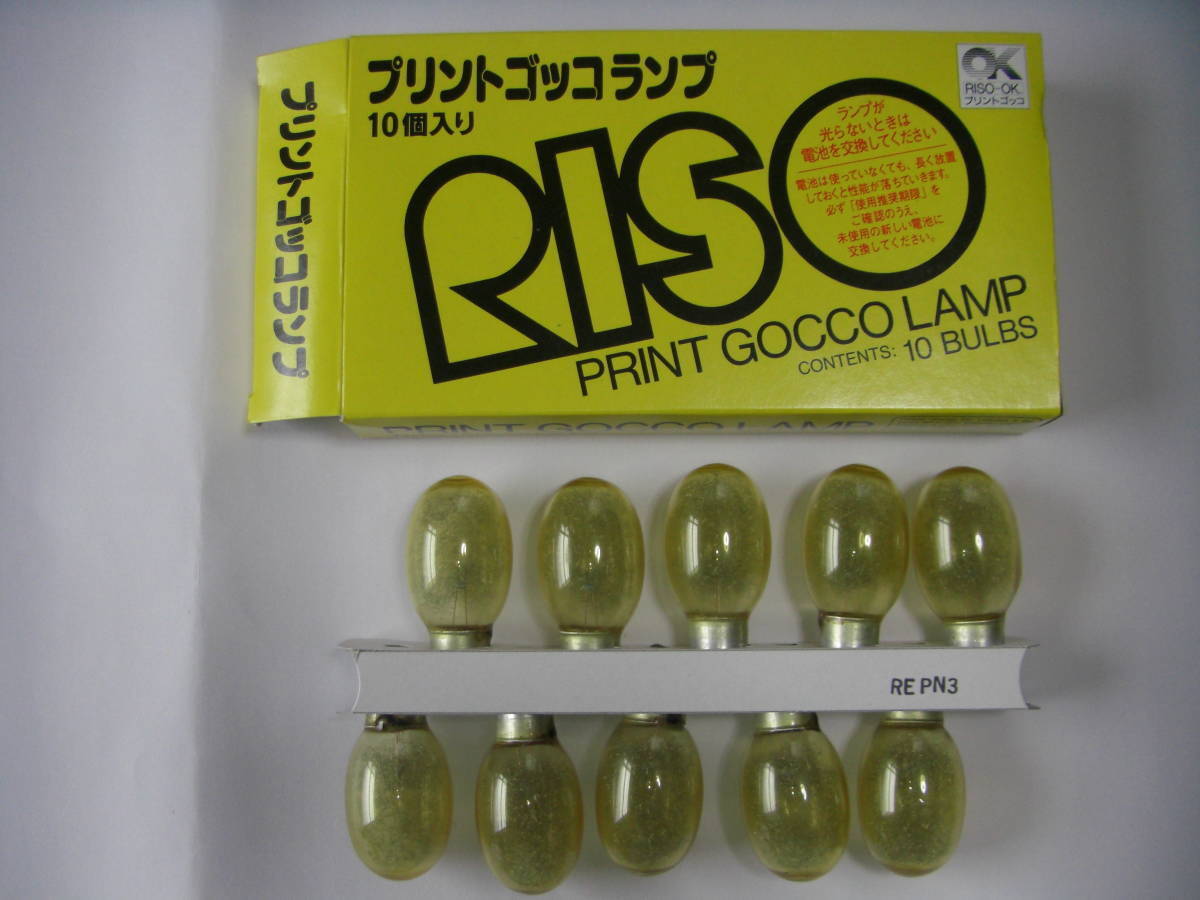 プリントゴッコランプ
プリントゴッコランプ
10個入り
RISO
OK
RISO-OK
プリントゴッコ
ランプが
光らないときは
電池を交換してください
電池は使っていなくても、長く放置
しておくと性能が落ちていきます。
必ず「使用推奨期限」を
ご確認のうえ、
未使用の新しい電池に
交換してください。
PRINT GOCCO LAMP
CONTENTS: 10 BULBS
PRINT GOCCO LAMP
RE PN3